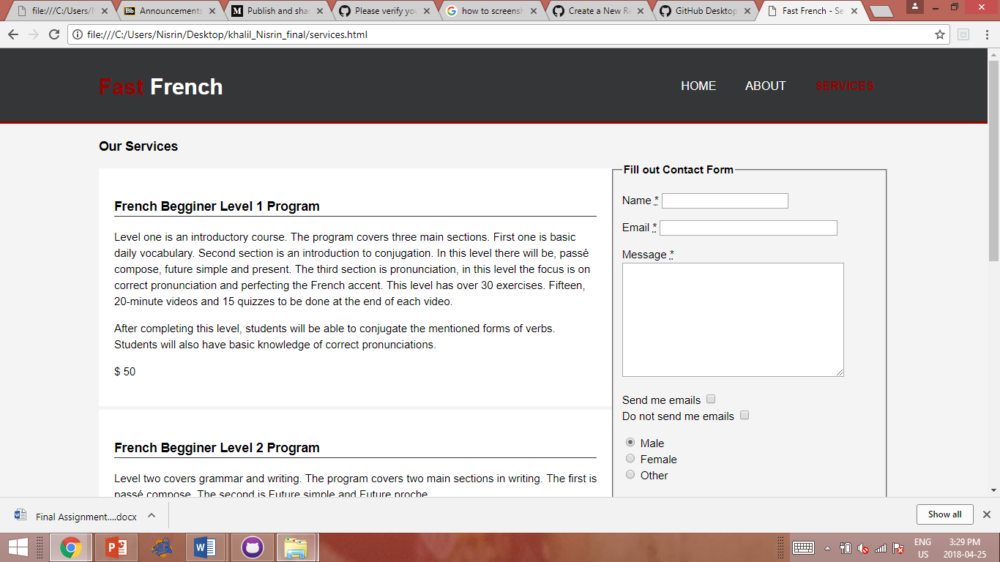 file:///C:/Users/N
Announcements
Publish and sha
Please verify yo
how to screensh
Create a New Re
GitHub Desktop
Fast French - Se
file:///C:/Users/Nisrin/Desktop/khalil_Nisrin_final/services.html
Fast French
HOME ABOUT SERVICES
Our Services
French Begginer Level 1 Program
Level one is an introductory course. The program covers three main sections. First one is basic
daily vocabulary. Second section is an introduction to conjugation. In this level there will be, passé
compose, future simple and present. The third section is pronunciation, in this level the focus is on
correct pronunciation and perfecting the French accent. This level has over 30 exercises. Fifteen,
20-minute videos and 15 quizzes to be done at the end of each video.
After completing this level, students will be able to conjugate the mentioned forms of verbs.
Students will also have basic knowledge of correct pronunciations.
$ 50
French Begginer Level 2 Program
Level two covers grammar and writing. The program covers two main sections in writing. The first is
passé compose. The second is Future simple and Future proche
Fill out Contact Form
Name *
Email *
Message *
Send me emails
Do not send me emails
Male
Female
Other
Final Assignment....docx
Show all
ENG
US
3:29 PM
2018-04-25